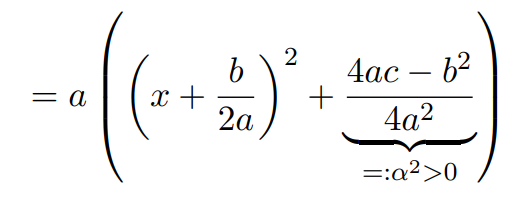 = a ( ( x + b/2a )² + (4ac − b²)/4a² )
=:α²>0